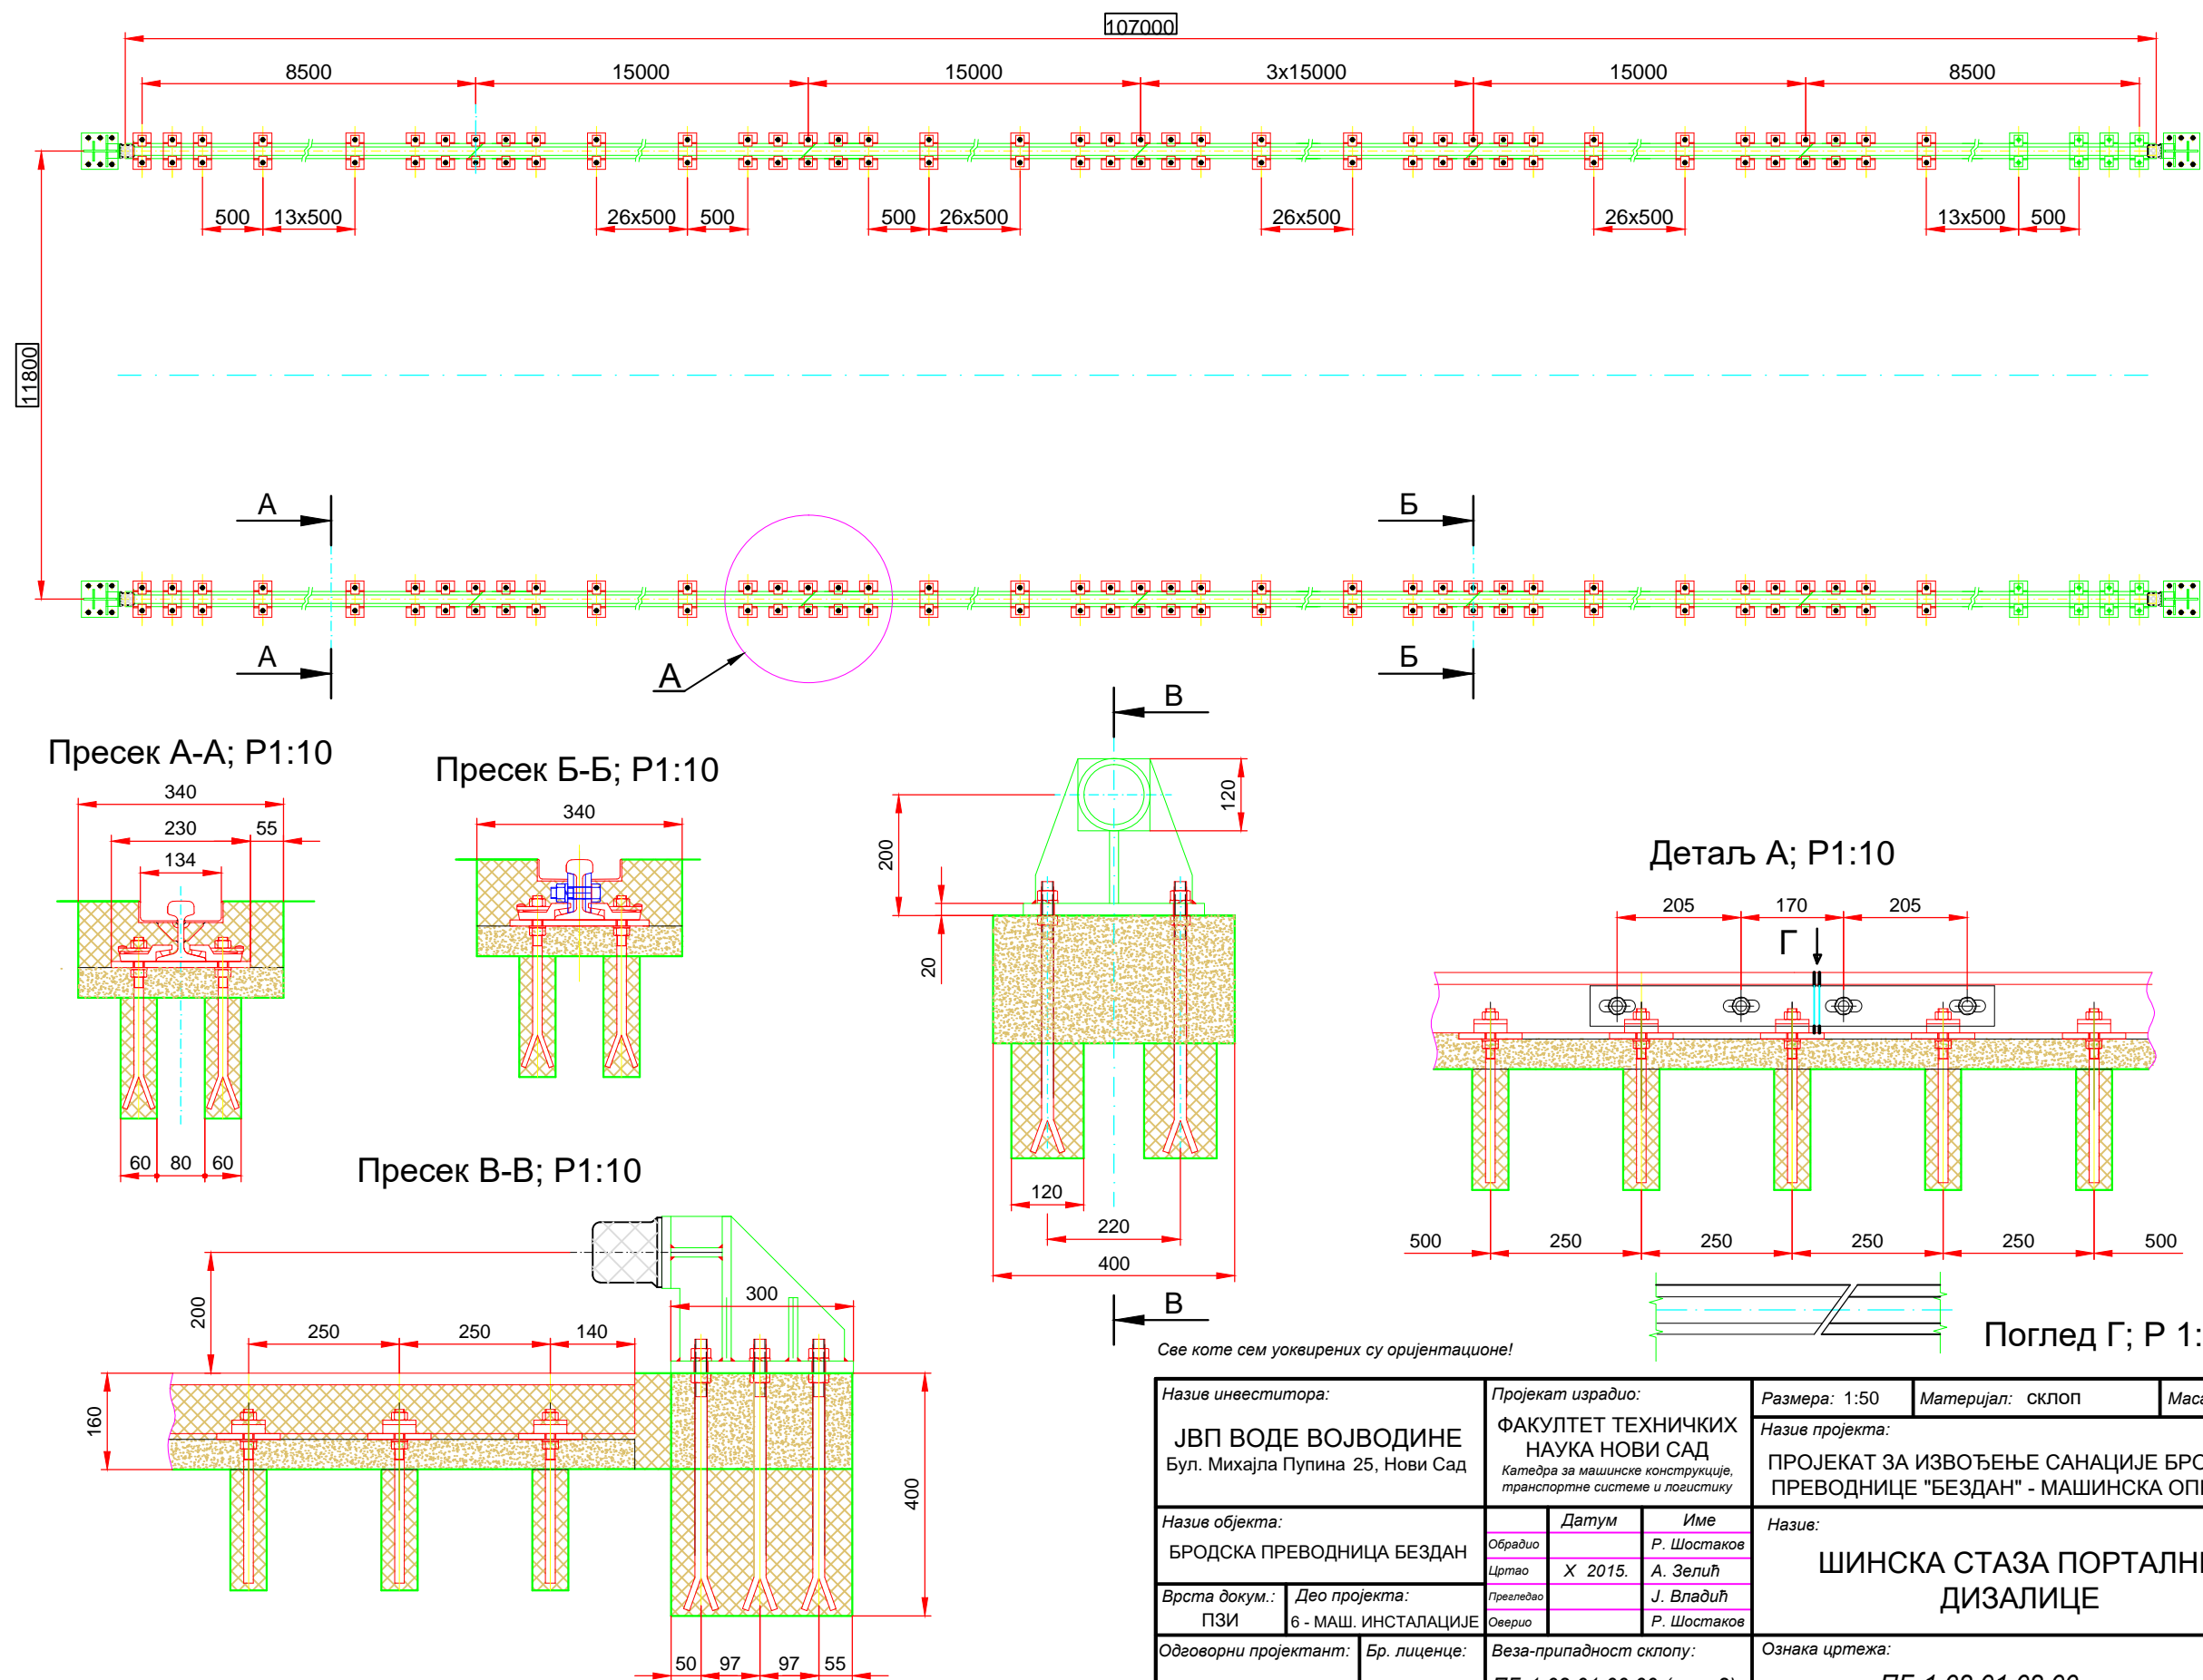 107000
8500 15000 15000 3x15000 15000 8500
500 13x500 26x500 500 500 26x500 26x500 26x500 13x500 500
11800
А Б
А А Б
В
Пресек А-А; Р1:10
340
230 55
134
60 80 60
Пресек Б-Б; Р1:10
340
120
200
20
120
220
400
В
Детаљ А; Р1:10
205 170 205
Г
500 250 250 250 250 500
Поглед Г; Р 1:
Пресек В-В; Р1:10
200
300
250 250 140
160
400
50 97 97 55
Све коте сем уоквирених су оријентационе!
Назив инвеститора:
ЈВП ВОДЕ ВОЈВОДИНЕ
Бул. Михајла Пупина 25, Нови Сад
Пројекат израдио:
ФАКУЛТЕТ ТЕХНИЧКИХ
НАУКА НОВИ САД
Катедра за машинске конструкције,
транспортне системе и логистику
Размера: 1:50 Материјал: склоп Маса
Назив пројекта:
ПРОЈЕКАТ ЗА ИЗВОЂЕЊЕ САНАЦИЈЕ БРО
ПРЕВОДНИЦЕ "БЕЗДАН" - МАШИНСКА ОП
Назив објекта:
БРОДСКА ПРЕВОДНИЦА БЕЗДАН
Датум Име
Обрадио Р. Шостаков
Цртао X 2015. А. Зелић
Прегледао Ј. Владић
Оверио Р. Шостаков
Назив:
ШИНСКА СТАЗА ПОРТАЛН
ДИЗАЛИЦЕ
Врста докум.:
ПЗИ
Део пројекта:
6 - МАШ. ИНСТАЛАЦИЈЕ
Одговорни пројектант: Бр. лиценце: Веза-припадност склопу: Ознака цртежа: